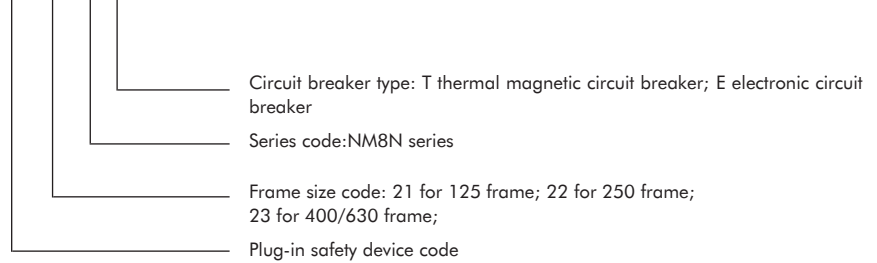 Circuit breaker type: T thermal magnetic circuit breaker; E electronic circuit
breaker
Series code:NM8N series
Frame size code: 21 for 125 frame; 22 for 250 frame;
23 for 400/630 frame;
Plug-in safety device code